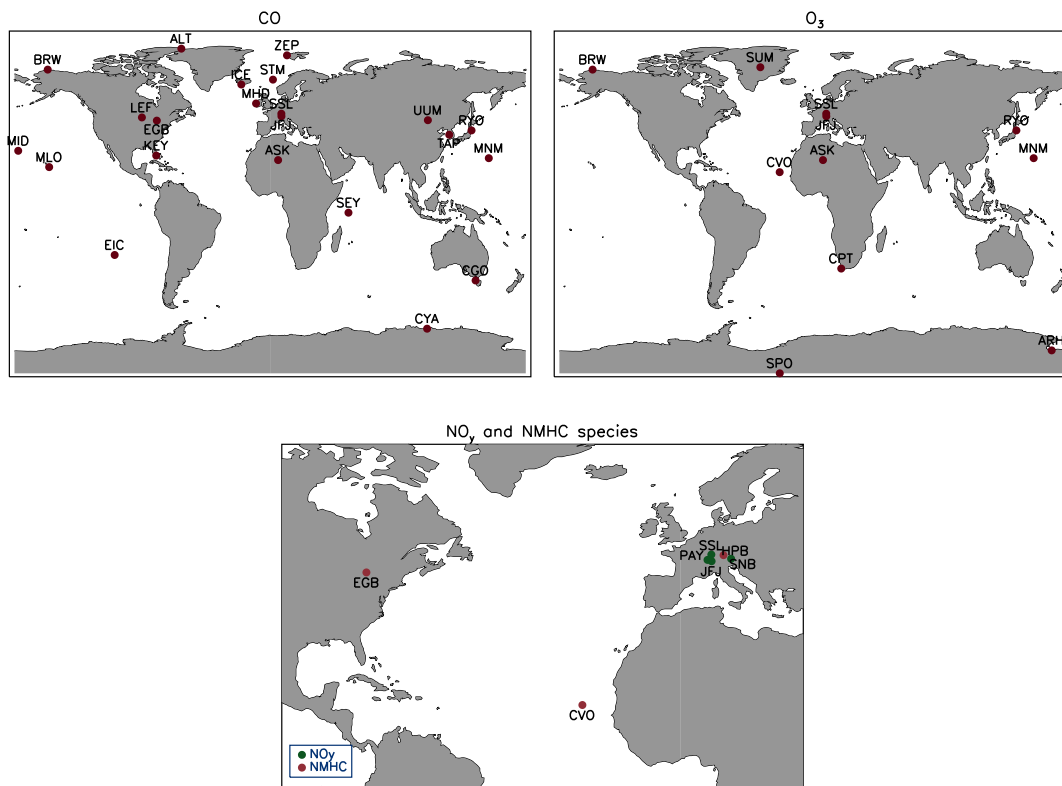 CO
ALT
ZEP
BRW
STM
ICE
MHD
SSL
LEF
UUM
EGB
JFJ
RYO
TAP
KEY
MID
MLO
ASK
MNM
SEY
EIC
CGO
CYA
O3
SUM
BRW
SSL
JFJ
RYO
ASK
MNM
CVO
CPT
ARH
SPO
NOy and NMHC species
SSL
PAY
HPB
SNB
JFJ
EGB
CVO
NOy
NMHC